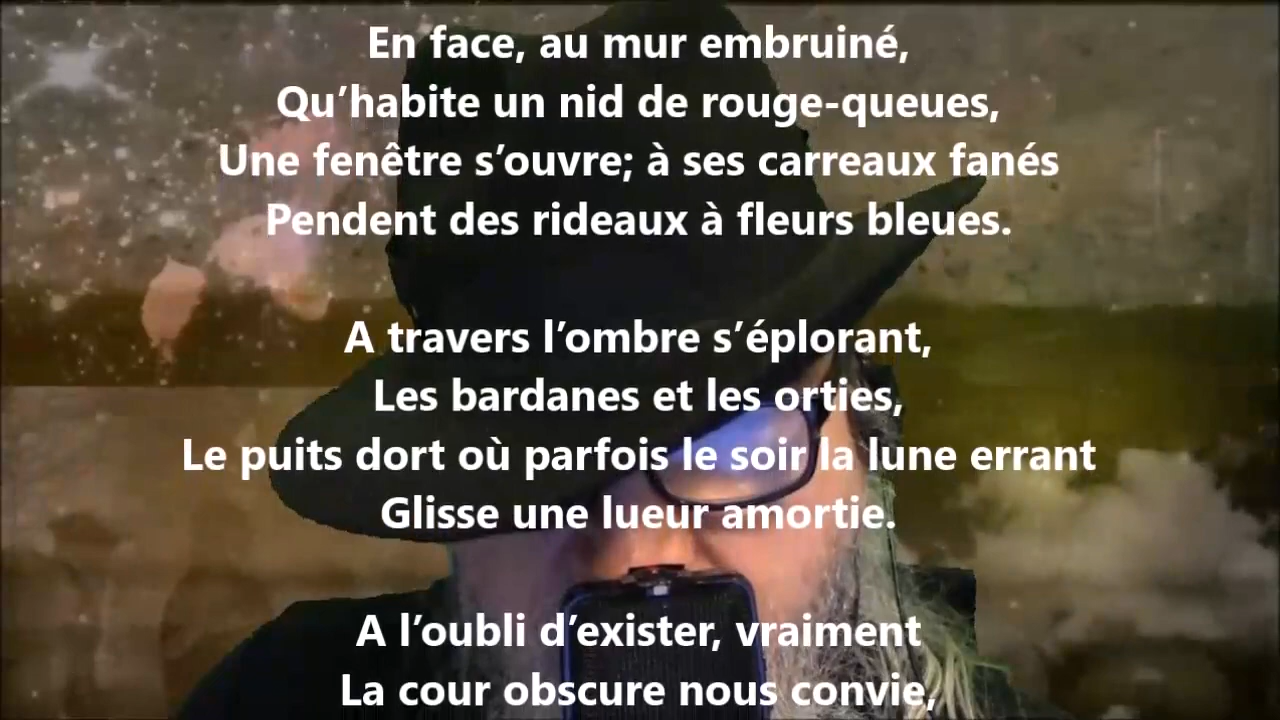 En face, au mur embruiné,
Qu’habite un nid de rouge-queues,
Une fenêtre s’ouvre; à ses carreaux fanés
Pendent des rideaux à fleurs bleues.
A travers l’ombre s’éplorant,
Les bardanes et les orties,
Le puits dort où parfois le soir la lune errant
Glisse une lueur amortie.
A l’oubli d’exister, vraiment
La cour obscure nous convie,